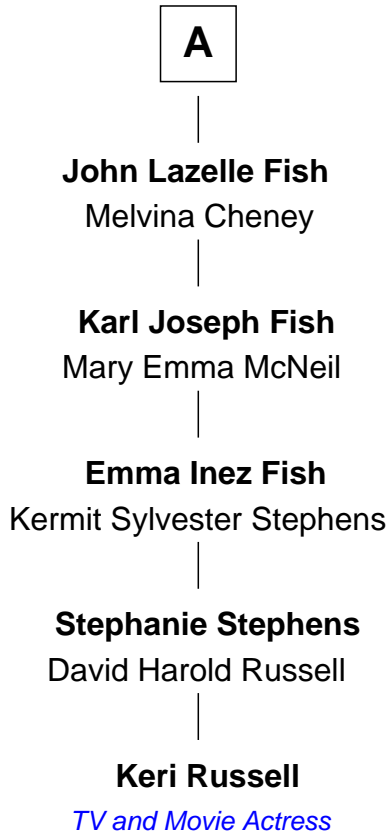 A
John Lazelle Fish
Melvina Cheney
Karl Joseph Fish
Mary Emma McNeil
Emma Inez Fish
Kermit Sylvester Stephens
Stephanie Stephens
David Harold Russell
Keri Russell
TV and Movie Actress